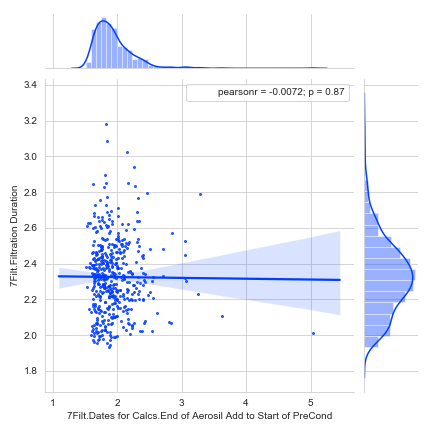 pearsonr = -0.0072; p = 0.87
3.4
3.2
3.0
2.8
2.6
2.4
2.2
2.0
1.8
7Filt.Filtration Duration
1 2 3 4 5
7Filt.Dates for Calcs.End of Aerosil Add to Start of PreCond